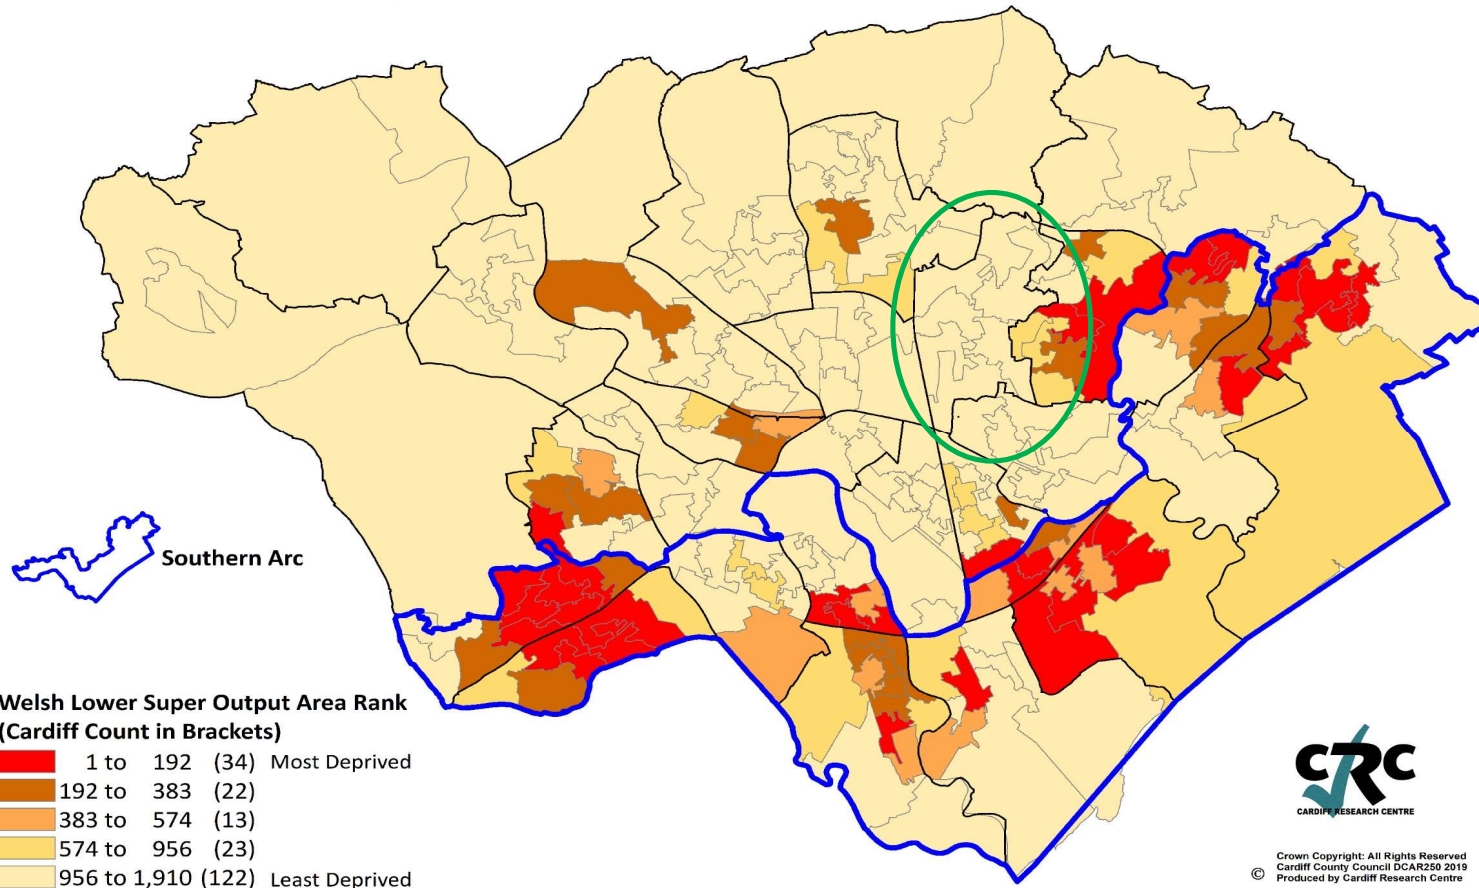 Southern Arc
Welsh Lower Super Output Area Rank
(Cardiff Count in Brackets)
1 to 192 (34) Most Deprived
192 to 383 (22)
383 to 574 (13)
574 to 956 (23)
956 to 1,910 (122) Least Deprived
CRC
CARDIFF RESEARCH CENTRE
Crown Copyright: All Rights Reserved
Cardiff County Council DCAR250 2019
© Produced by Cardiff Research Centre